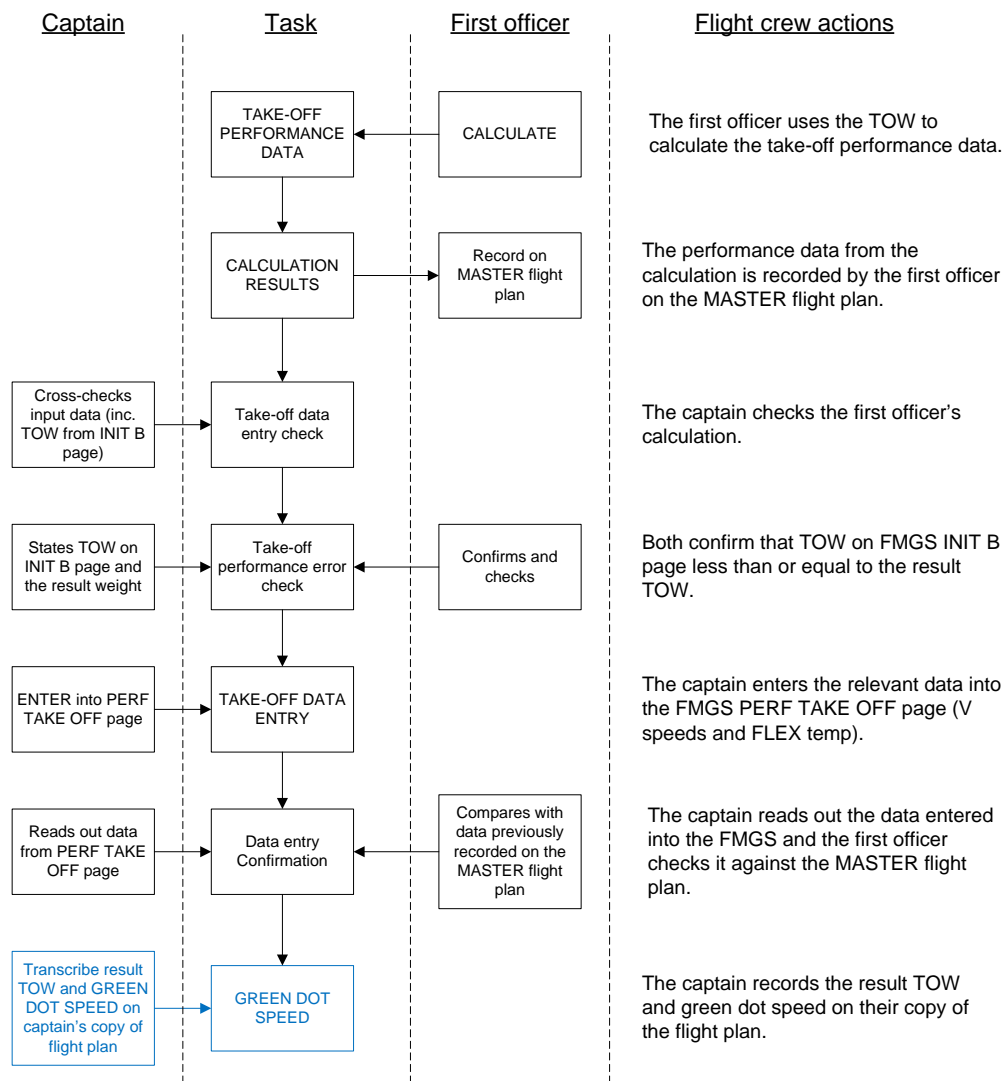 Captain
Task
First officer
Flight crew actions
TAKE-OFF
PERFORMANCE
DATA
CALCULATE
The first officer uses the TOW to
calculate the take-off performance data.
CALCULATION
RESULTS
Record on
MASTER flight
plan
The performance data from the
calculation is recorded by the first officer
on the MASTER flight plan.
Cross-checks
input data (inc.
TOW from INIT B
page)
Take-off data
entry check
The captain checks the first officer's
calculation.
States TOW on
INIT B page and
the result weight
Take-off
performance error
check
Confirms and
checks
Both confirm that TOW on FMGS INIT B
page less than or equal to the result
TOW.
ENTER into PERF
TAKE OFF page
TAKE-OFF DATA
ENTRY
The captain enters the relevant data into
the FMGS PERF TAKE OFF page (V
speeds and FLEX temp).
Reads out data
from PERF TAKE
OFF page
Data entry
Confirmation
Compares with
data previously
recorded on the
MASTER flight
plan
The captain reads out the data entered
into the FMGS and the first officer
checks it against the MASTER flight
plan.
Transcribe result
TOW and GREEN
DOT SPEED on
captain's copy of
flight plan
GREEN DOT
SPEED
The captain records the result TOW
and green dot speed on their copy of
the flight plan.